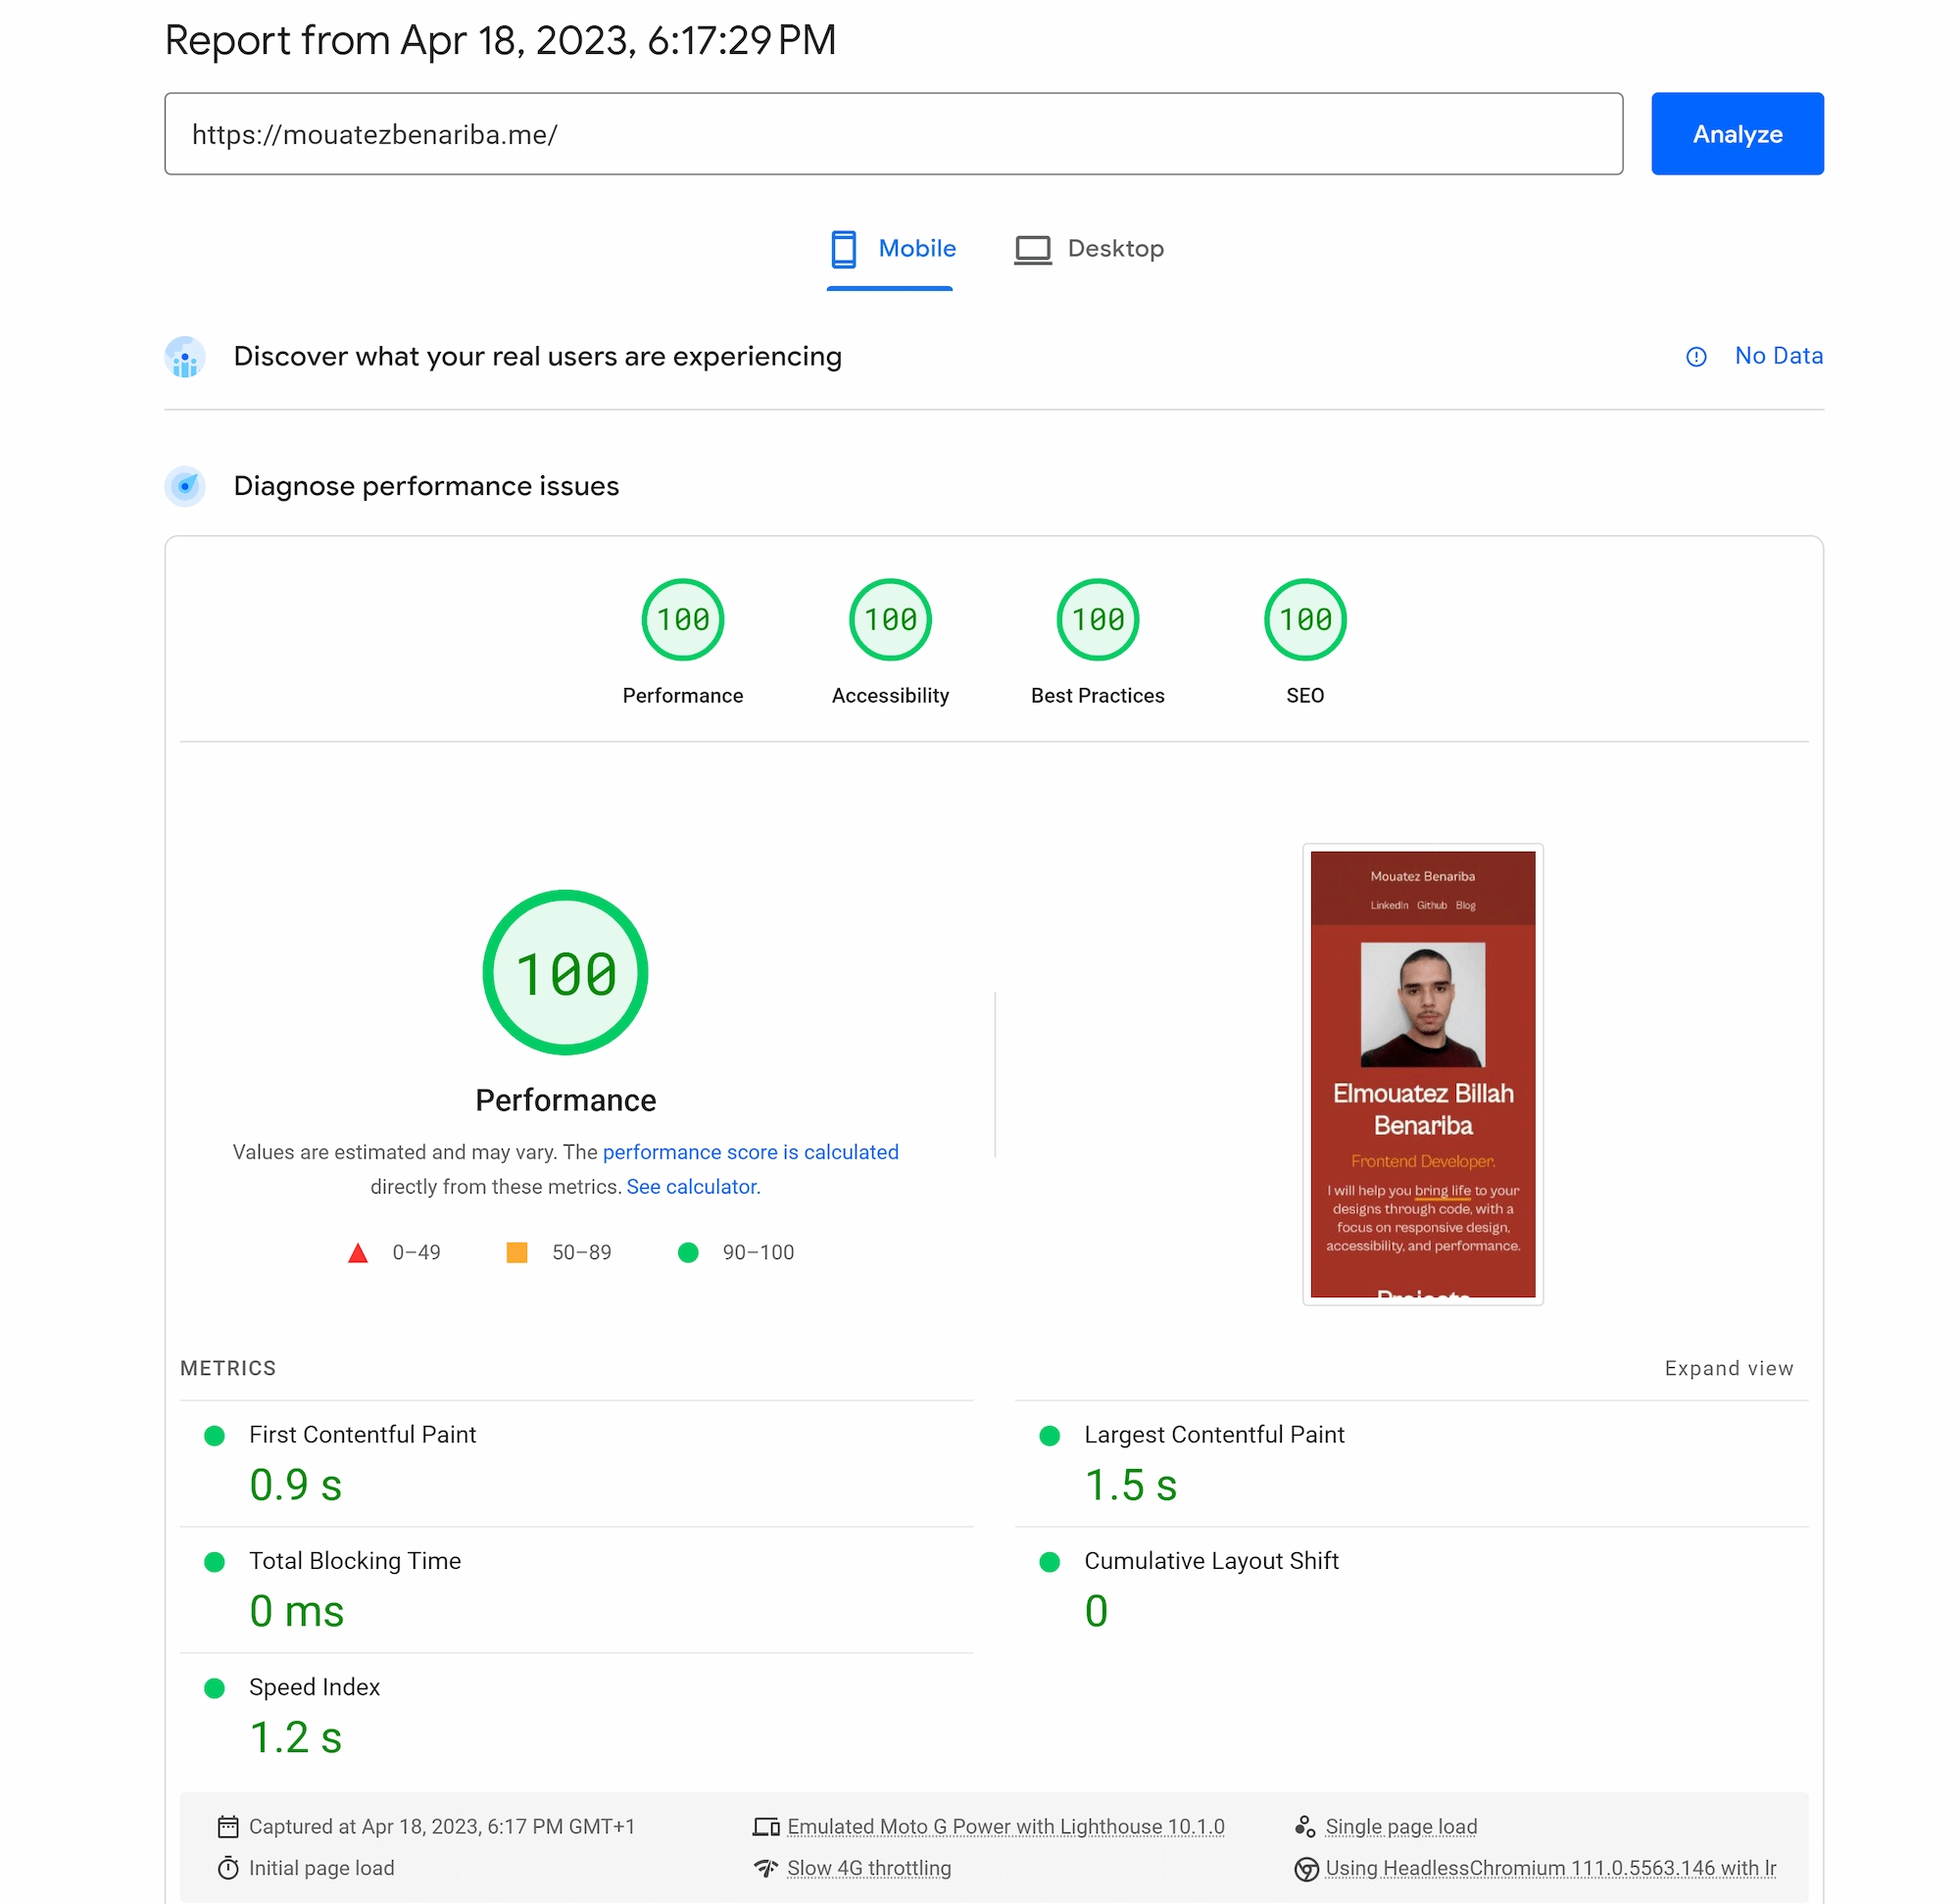 Report from Apr 18, 2023, 6:17:29 PM
https://mouatezbenariba.me/
Analyze
Mobile
Desktop
Discover what your real users are experiencing
No Data
Diagnose performance issues
100
100
100
100
Performance
Accessibility
Best Practices
SEO
100
Performance
Values are estimated and may vary. The performance score is calculated
directly from these metrics. See calculator.
0–49
50–89
90–100
Mouatez Benariba
LinkedIn Github Blog
Elmouatez Billah
Benariba
Frontend Developer.
I will help you bring life to your
designs through code, with a
focus on responsive design,
accessibility, and performance.
Projects
METRICS
Expand view
First Contentful Paint
0.9 s
Largest Contentful Paint
1.5 s
Total Blocking Time
0 ms
Cumulative Layout Shift
0
Speed Index
1.2 s
Captured at Apr 18, 2023, 6:17 PM GMT+1
Emulated Moto G Power with Lighthouse 10.1.0
Single page load
Initial page load
Slow 4G throttling
Using HeadlessChromium 111.0.5563.146 with lr